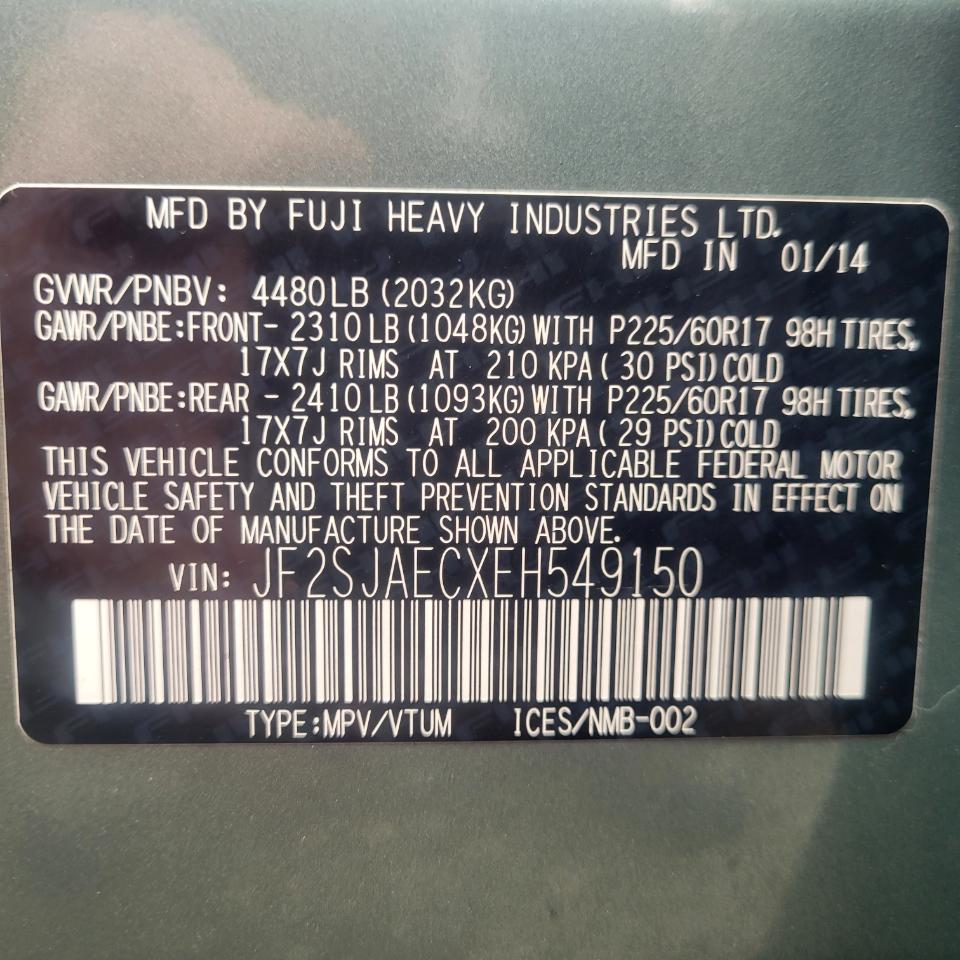 MFD BY FUJI HEAVY INDUSTRIES LTD.
MFD IN 01/14
GVWR/PNBV: 4480LB (2032KG)
GAWR/PNBE:FRONT- 2310LB (1048KG) WITH P225/60R17 98H TIRES,
17X7J RIMS AT 210 KPA ( 30 PSI) COLD
GAWR/PNBE:REAR - 2410LB (1093KG) WITH P225/60R17 98H TIRES,
17X7J RIMS AT 200 KPA ( 29 PSI) COLD
THIS VEHICLE CONFORMS TO ALL APPLICABLE FEDERAL MOTOR
VEHICLE SAFETY AND THEFT PREVENTION STANDARDS IN EFFECT ON
THE DATE OF MANUFACTURE SHOWN ABOVE.
VIN: JF2SJAECXEH549150
TYPE:MPV/VTUM ICES/NMB-002